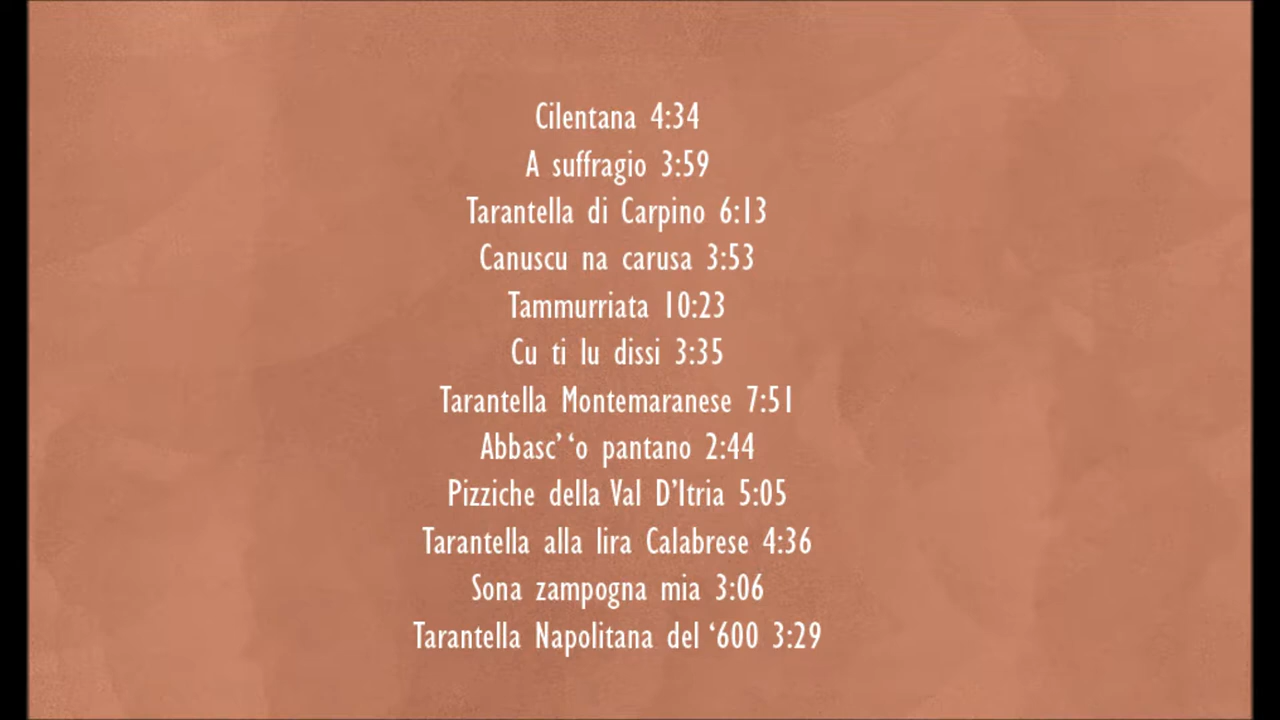 Cilentana 4:34
A suffragio 3:59
Tarantella di Carpino 6:13
Canuscu na carusa 3:53
Tammurriata 10:23
Cu ti lu dissi 3:35
Tarantella Montemaranese 7:51
Abbasc’ ‘o pantano 2:44
Pizziche della Val D’Itria 5:05
Tarantella alla lira Calabrese 4:36
Sona zampogna mia 3:06
Tarantella Napolitana del ‘600 3:29